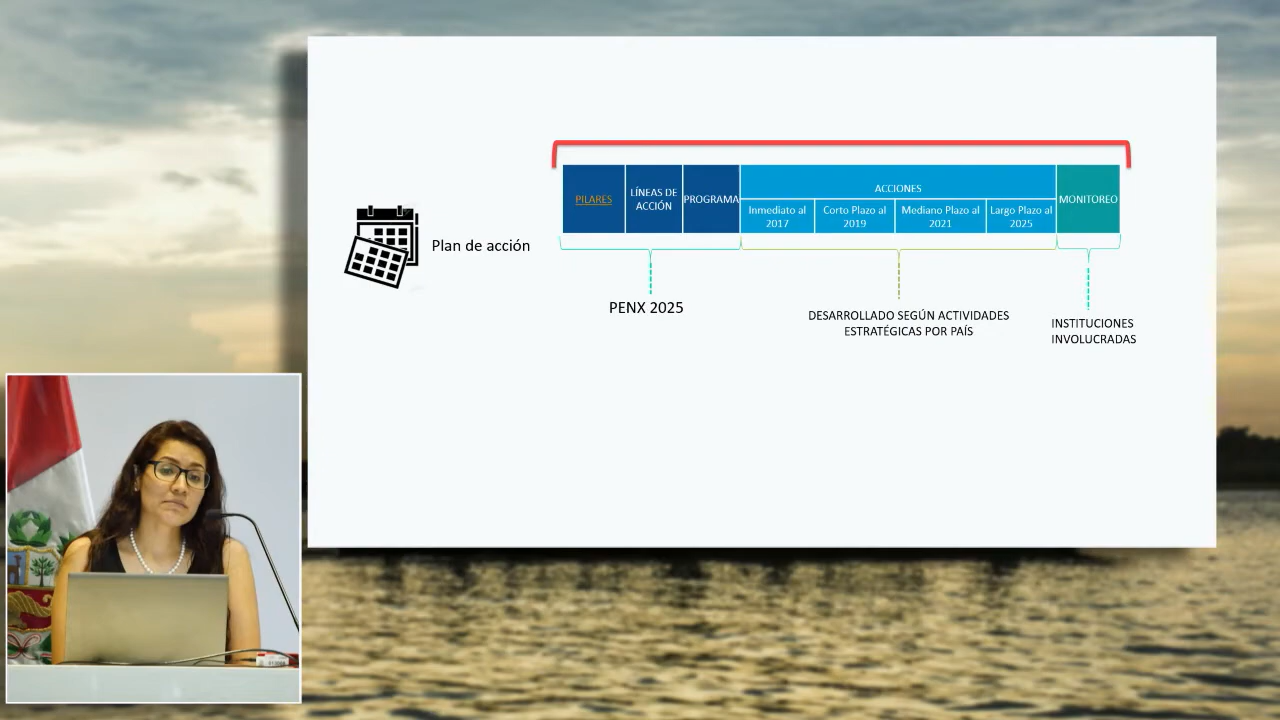 PILARES
LÍNEAS DE
ACCIÓN
PROGRAMA
ACCIONES
Inmediato al
2017
Corto Plazo al
2019
Mediano Plazo al
2021
Largo Plazo al
2025
MONITOREO
Plan de acción
PENX 2025
DESARROLLADO SEGÚN ACTIVIDADES
ESTRATÉGICAS POR PAÍS
INSTITUCIONES
INVOLUCRADAS